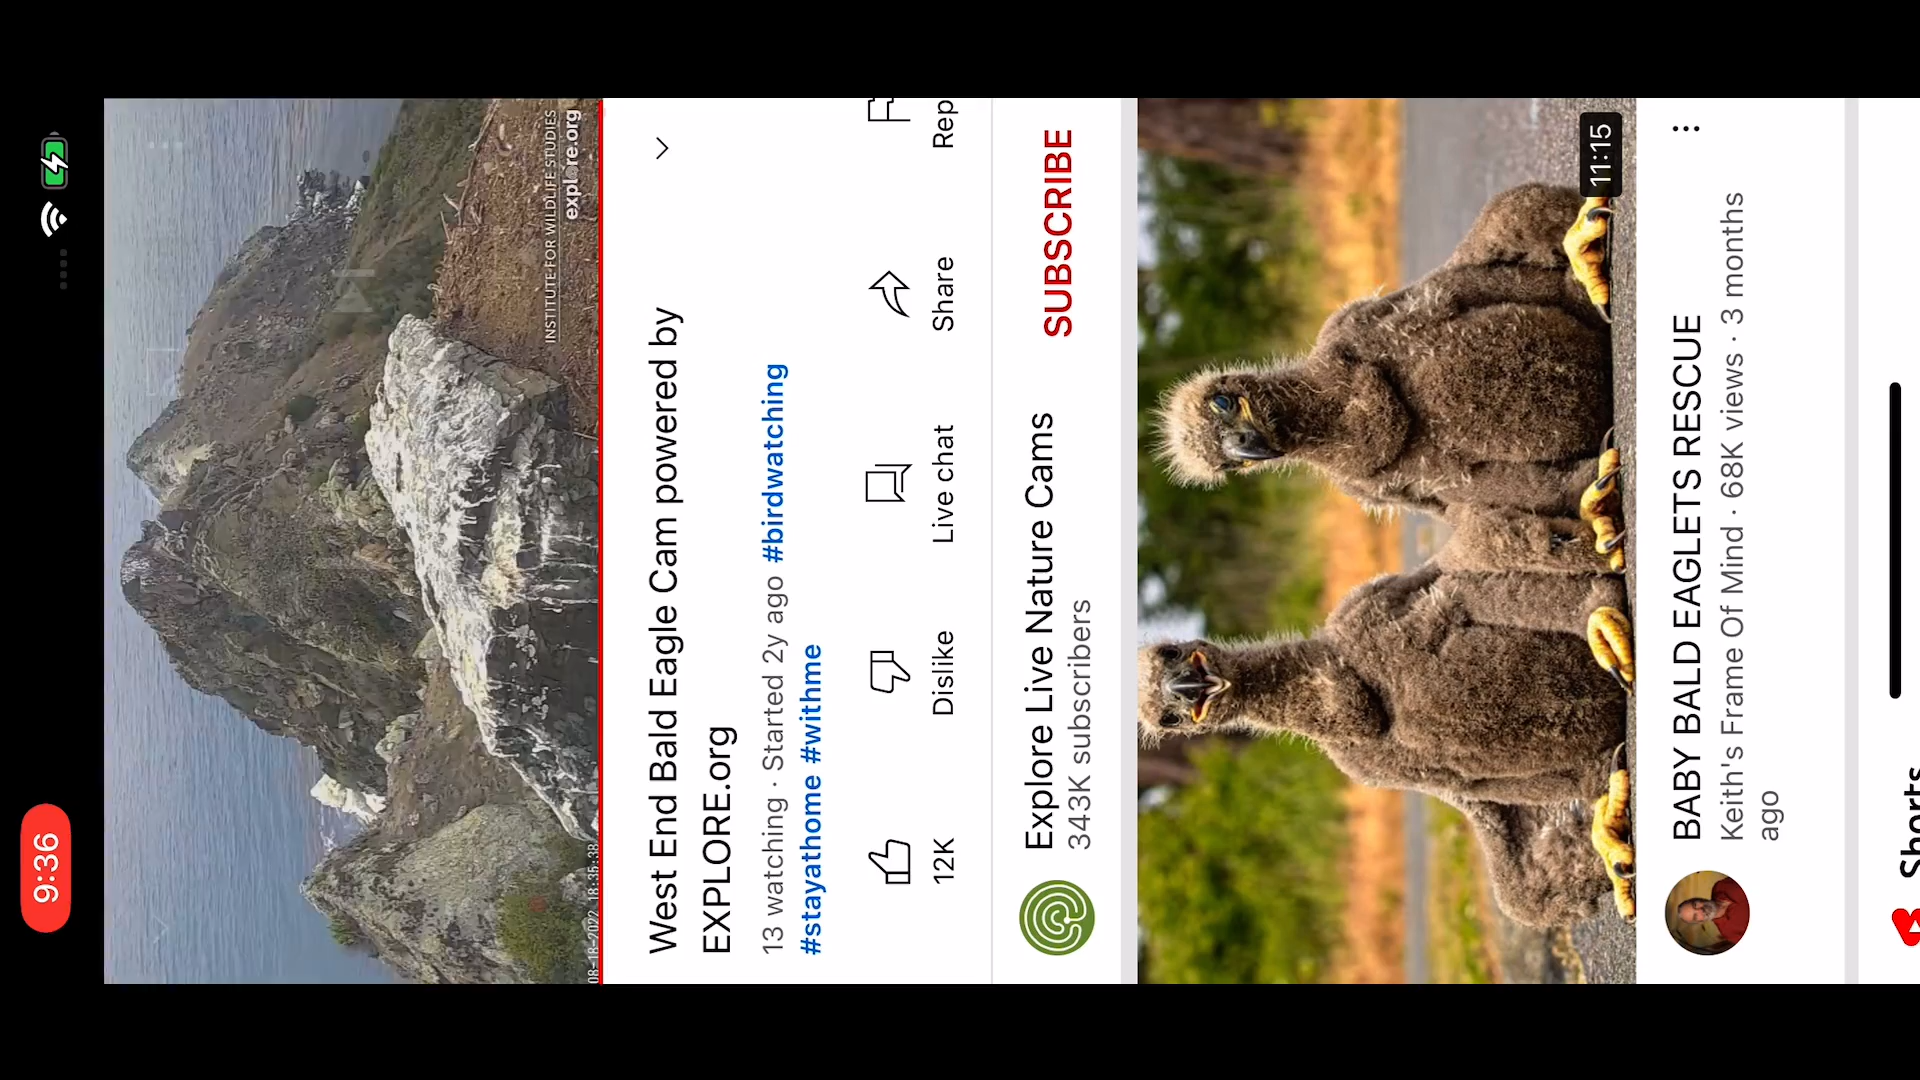 9:36
INSTITUTE FOR WILDLIFE STUDIES
explore.org
08-18-2022 18:35:38
West End Bald Eagle Cam powered by
EXPLORE.org
13 watching · Started 2y ago #birdwatching
#stayathome #withme
12K
Dislike
Live chat
Share
Rep
Explore Live Nature Cams
343K subscribers
SUBSCRIBE
11:15
BABY BALD EAGLETS RESCUE
Keith's Frame Of Mind · 68K views · 3 months
ago
Shorts